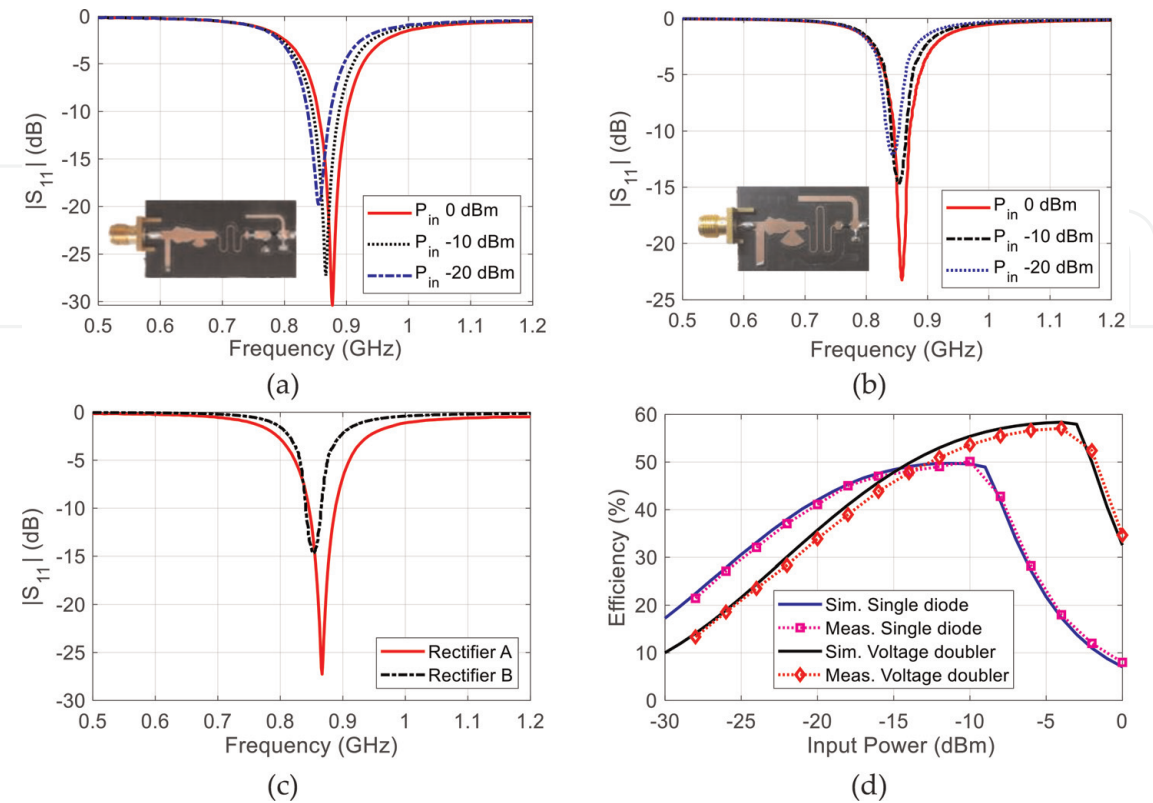 0
-5
-10
-15
-20
-25
-30
|S11| (dB)
Pin 0 dBm
Pin -10 dBm
Pin -20 dBm
0.5 0.6 0.7 0.8 0.9 1 1.1 1.2
Frequency (GHz)
(a)
0
-5
-10
-15
-20
-25
|S11| (dB)
Pin 0 dBm
Pin -10 dBm
Pin -20 dBm
0.5 0.6 0.7 0.8 0.9 1 1.1 1.2
Frequency (GHz)
(b)
0
-5
-10
-15
-20
-25
-30
|S11| (dB)
Rectifier A
Rectifier B
0.5 0.6 0.7 0.8 0.9 1 1.1 1.2
Frequency (GHz)
(c)
60
50
40
30
20
10
0
Efficiency (%)
Sim. Single diode
Meas. Single diode
Sim. Voltage doubler
Meas. Voltage doubler
-30 -25 -20 -15 -10 -5 0
Input Power (dBm)
(d)